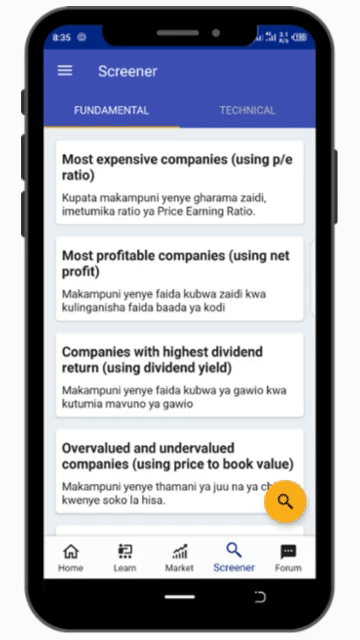 8:35
Screener
FUNDAMENTAL
TECHNICAL
Most expensive companies (using p/e
ratio)
Kupata makampuni yenye gharama zaidi,
imetumika ratio ya Price Earning Ratio.
Most profitable companies (using net
profit)
Makampuni yenye faida kubwa zaidi kwa
kulinganisha faida baada ya kodi
Companies with highest dividend
return (using dividend yield)
Makampuni yenye faida kubwa ya gawio kwa
kutumia mavuno ya gawio
Overvalued and undervalued
companies (using price to book value)
Makampuni yenye thamani ya juu na ya
kwenye soko la hisa.
Home
Learn
Market
Screener
Forum